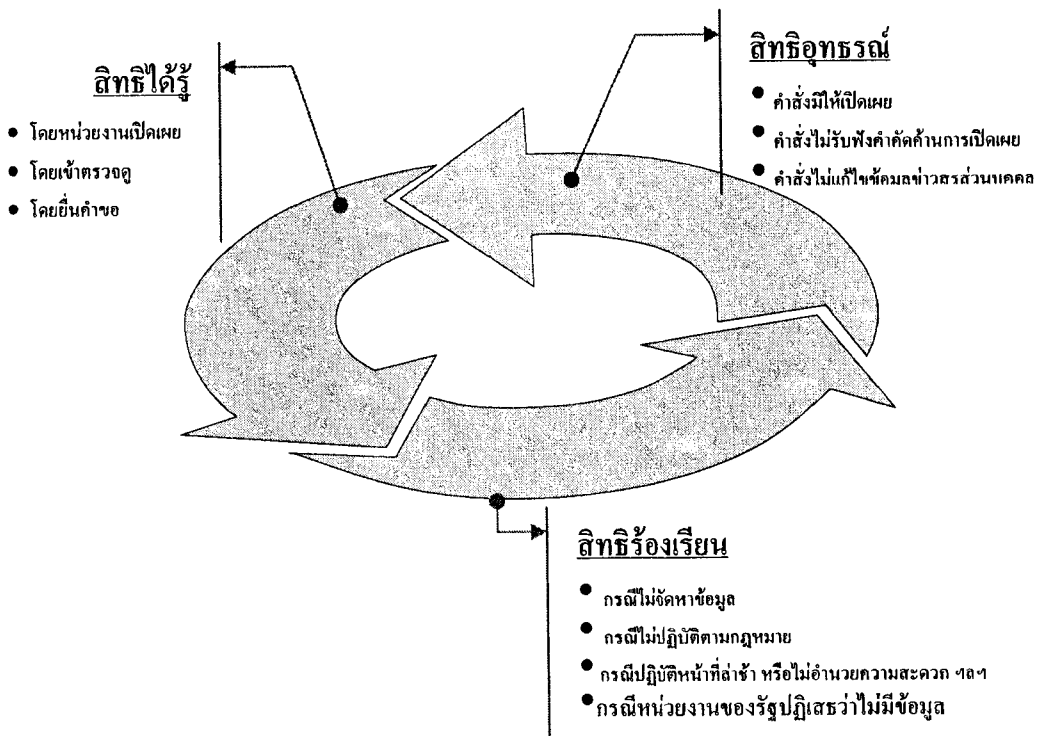 สิทธิได้รู้
• โดยหน่วยงานเปิดเผย
• โดยเข้าตรวจดู
• โดยยื่นคำขอ
สิทธิอุทธรณ์
• คำสั่งมิให้เปิดเผย
• คำสั่งไม่รับฟังคำคัดค้านการเปิดเผย
• คำสั่งไม่แก้ไขข้อมูลข่าวสารส่วนบุคคล
สิทธิร้องเรียน
• กรณีไม่จัดหาข้อมูล
• กรณีไม่ปฏิบัติตามกฎหมาย
• กรณีปฏิบัติหน้าที่ล่าช้า หรือไม่อำนวยความสะดวก ฯลฯ
• กรณีหน่วยงานของรัฐปฏิเสธว่าไม่มีข้อมูล